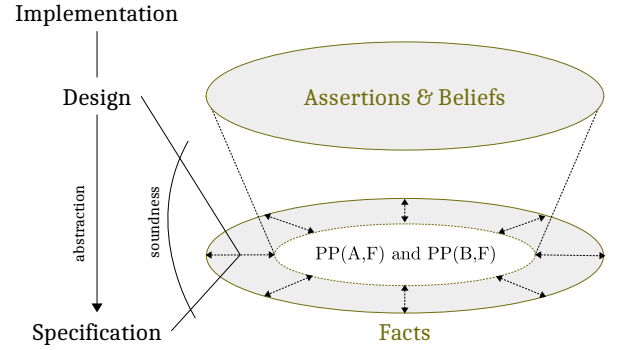 Implementation
Design
Assertions & Beliefs
abstraction
soundness
PP(A,F) and PP(B,F)
Specification
Facts